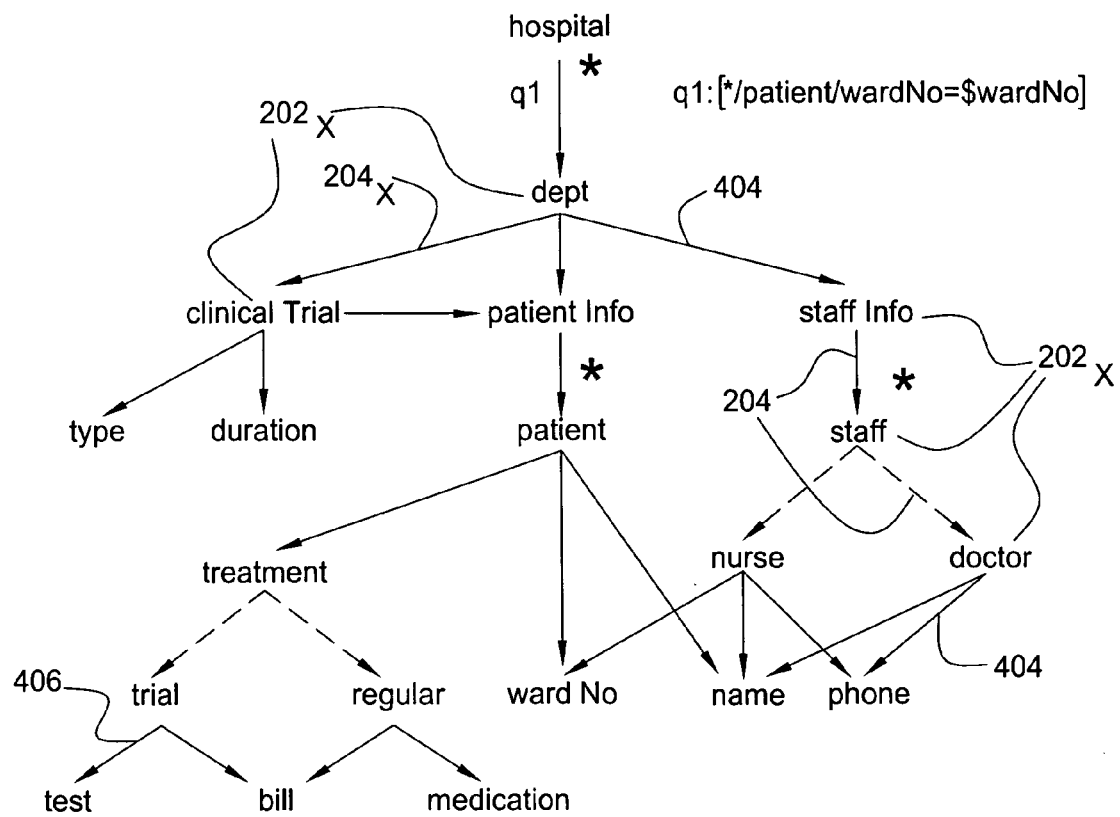 hospital
*
q1
q1:[*/patient/wardNo=$wardNo]
202 X
204 X
dept
404
clinical Trial
patient Info
staff Info
202 X
*
*
204
type
duration
patient
staff
treatment
nurse
doctor
406
trial
regular
ward No
name
phone
404
test
bill
medication